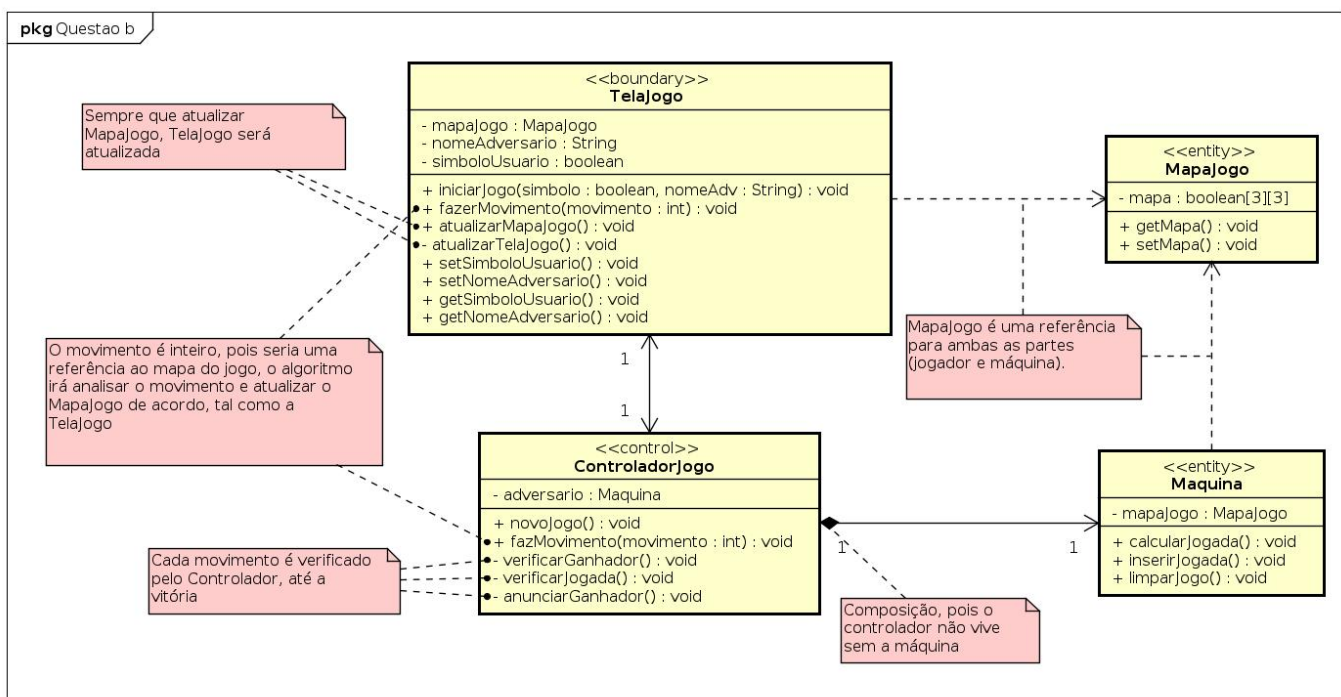 pkg Questao b
<<boundary>>
TelaJogo
- mapaJogo : MapaJogo
- nomeAdversario : String
- simboloUsuario : boolean
+ iniciarJogo(simbolo : boolean, nomeAdv : String) : void
+ fazerMovimento(movimento : int) : void
+ atualizarMapaJogo() : void
- atualizarTelaJogo() : void
+ setSimboloUsuario() : void
+ setNomeAdversario() : void
+ getSimboloUsuario() : void
+ getNomeAdversario() : void
Sempre que atualizar
MapaJogo, TelaJogo será
atualizada
<<entity>>
MapaJogo
- mapa : boolean[3][3]
+ getMapa() : void
+ setMapa() : void
MapaJogo é uma referência
para ambas as partes
(jogador e máquina).
O movimento é inteiro, pois seria uma
referência ao mapa do jogo, o algoritmo
irá analisar o movimento e atualizar o
MapaJogo de acordo, tal como a
TelaJogo
1
1
<<control>>
ControladorJogo
- adversario : Maquina
+ novoJogo() : void
+ fazMovimento(movimento : int) : void
- verificarGanhador() : void
- verificarJogada() : void
- anunciarGanhador() : void
1
1
<<entity>>
Maquina
- mapaJogo : MapaJogo
+ calcularJogada() : void
+ inserirJogada() : void
+ limparJogo() : void
Cada movimento é verificado
pelo Controlador, até a
vitória
Composição, pois o
controlador não vive
sem a máquina